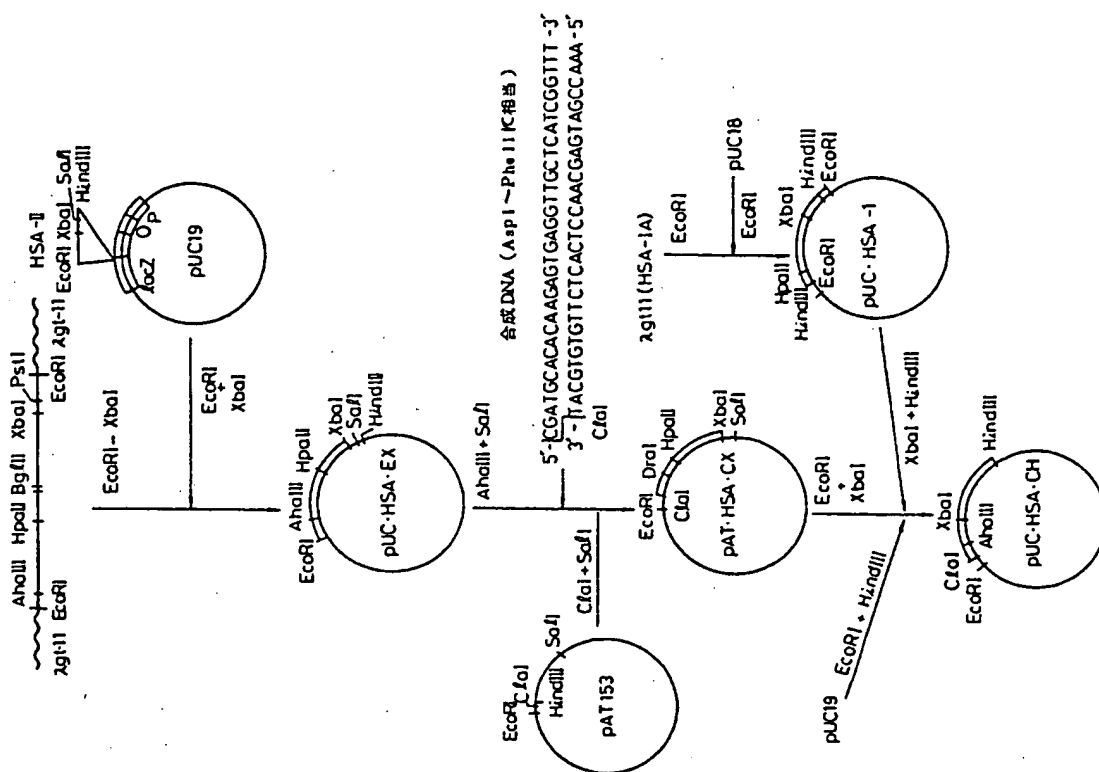 λgt-11 EcoRI AhaIII HpaII BglII XbaI PstI EcoRI λgt-11
HSA-II
EcoRI XbaI SalI HindIII
lacZ O P
pUC19
EcoRI - XbaI
EcoRI + XbaI
EcoRI AhaIII HpaII XbaI SalI HindIII
pUC·HSA·EX
AhaIII + SalI
合成DNA (Asp1~Phe11に相当)
5´-CGATGCACACAAGAGTGAGGTTGCTCATCGGTTT-3´
3´-TACGTGTGTTCTCACTCCAACGAGTAGCCAAA-5´
ClaI
EcoRI ClaI HindIII SalI
pAT153
ClaI + SalI
EcoRI ClaI DraI HpaII XbaI SalI
pAT·HSA·CX
EcoRI + XbaI
λgt11 (HSA-1A)
EcoRI
EcoRI
pUC18
HindIII EcoRI HpaII XbaI HindIII EcoRI
pUC·HSA-1
XbaI + HindIII
pUC19
EcoRI + HindIII
EcoRI ClaI AhaIII XbaI HindIII
pUC·HSA·CH